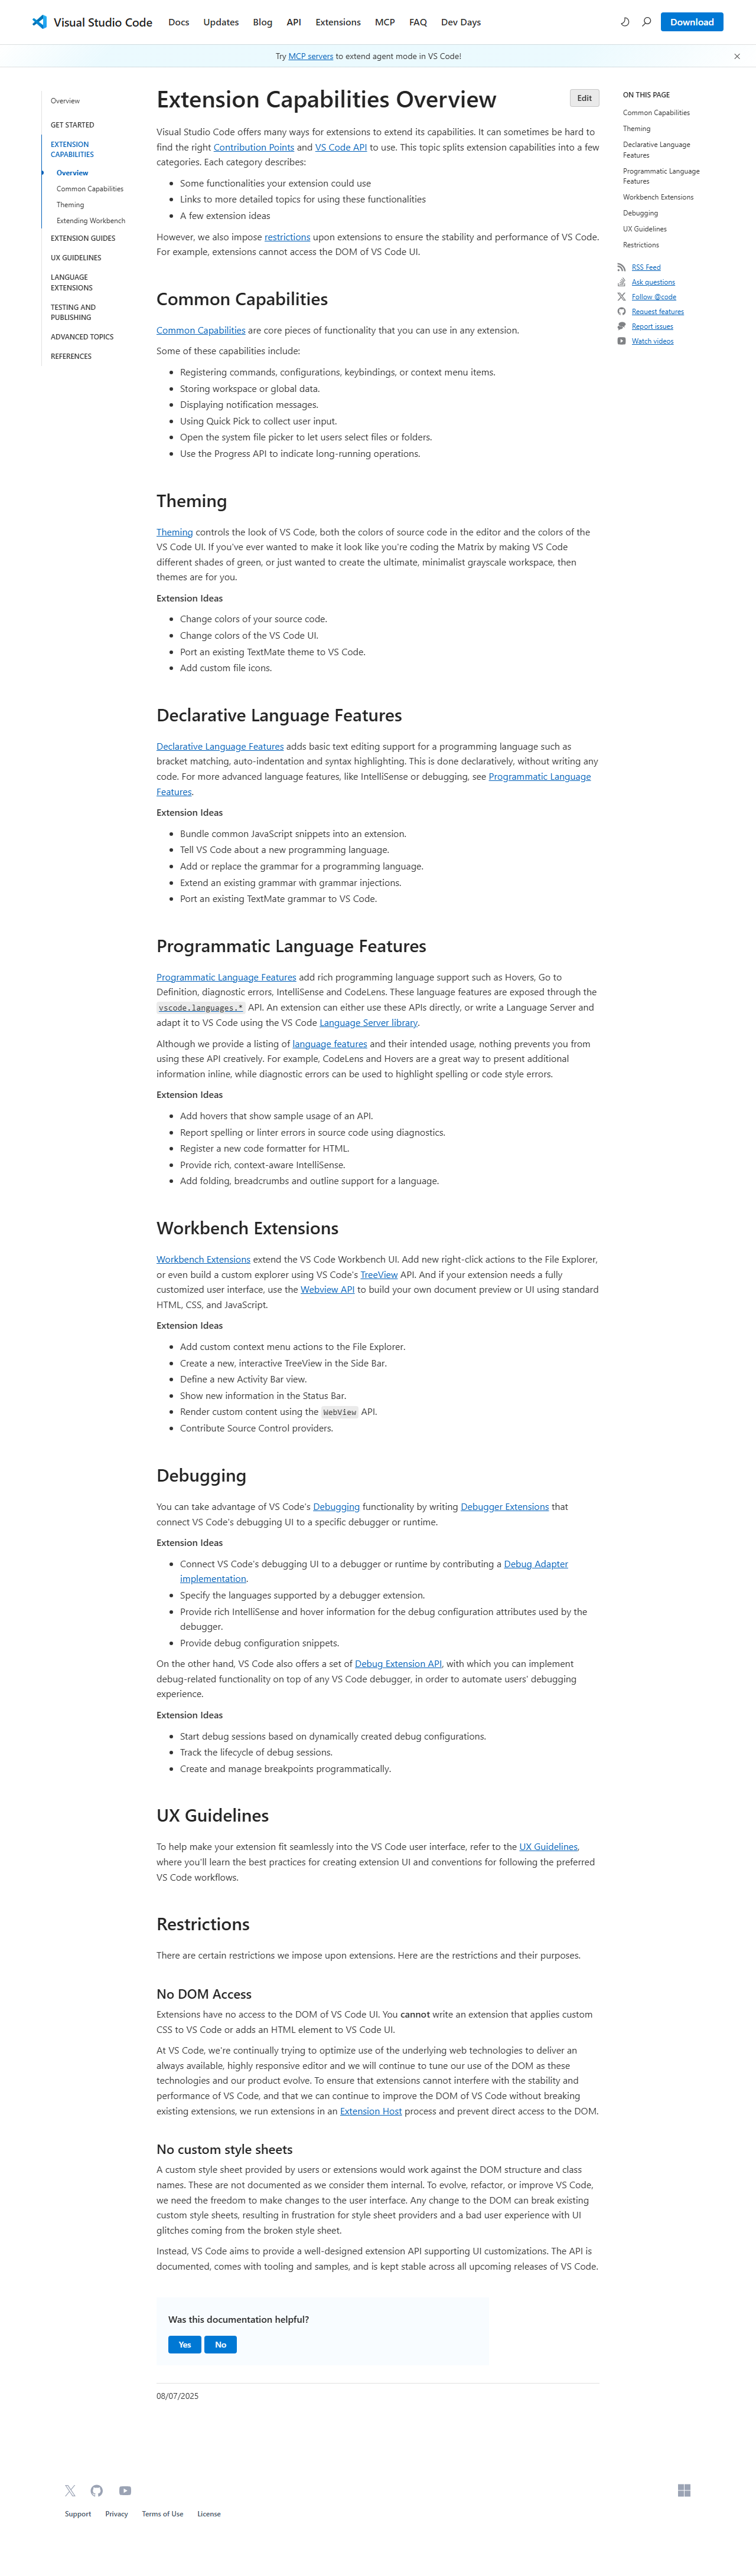 Visual Studio Code
Docs
Updates
Blog
API
Extensions
MCP
FAQ
Dev Days
Download
Try MCP servers to extend agent mode in VS Code!
Overview
GET STARTED
EXTENSION
CAPABILITIES
Overview
Common Capabilities
Theming
Extending Workbench
EXTENSION GUIDES
UX GUIDELINES
LANGUAGE
EXTENSIONS
TESTING AND
PUBLISHING
ADVANCED TOPICS
REFERENCES
Extension Capabilities Overview
Edit
Visual Studio Code offers many ways for extensions to extend its capabilities. It can sometimes be hard to
find the right Contribution Points and VS Code API to use. This topic splits extension capabilities into a few
categories. Each category describes:
• Some functionalities your extension could use
• Links to more detailed topics for using these functionalities
• A few extension ideas
However, we also impose restrictions upon extensions to ensure the stability and performance of VS Code.
For example, extensions cannot access the DOM of VS Code UI.
Common Capabilities
Common Capabilities are core pieces of functionality that you can use in any extension.
Some of these capabilities include:
• Registering commands, configurations, keybindings, or context menu items.
• Storing workspace or global data.
• Displaying notification messages.
• Using Quick Pick to collect user input.
• Open the system file picker to let users select files or folders.
• Use the Progress API to indicate long-running operations.
Theming
Theming controls the look of VS Code, both the colors of source code in the editor and the colors of the
VS Code UI. If you've ever wanted to make it look like you're coding the Matrix by making VS Code
different shades of green, or just wanted to create the ultimate, minimalist grayscale workspace, then
themes are for you.
Extension Ideas
• Change colors of your source code.
• Change colors of the VS Code UI.
• Port an existing TextMate theme to VS Code.
• Add custom file icons.
Declarative Language Features
Declarative Language Features adds basic text editing support for a programming language such as
bracket matching, auto-indentation and syntax highlighting. This is done declaratively, without writing any
code. For more advanced language features, like IntelliSense or debugging, see Programmatic Language
Features.
Extension Ideas
• Bundle common JavaScript snippets into an extension.
• Tell VS Code about a new programming language.
• Add or replace the grammar for a programming language.
• Extend an existing grammar with grammar injections.
• Port an existing TextMate grammar to VS Code.
Programmatic Language Features
Programmatic Language Features add rich programming language support such as Hovers, Go to
Definition, diagnostic errors, IntelliSense and CodeLens. These language features are exposed through the
vscode.languages.* API. An extension can either use these APIs directly, or write a Language Server and
adapt it to VS Code using the VS Code Language Server library.
Although we provide a listing of language features and their intended usage, nothing prevents you from
using these API creatively. For example, CodeLens and Hovers are a great way to present additional
information inline, while diagnostic errors can be used to highlight spelling or code style errors.
Extension Ideas
• Add hovers that show sample usage of an API.
• Report spelling or linter errors in source code using diagnostics.
• Register a new code formatter for HTML.
• Provide rich, context-aware IntelliSense.
• Add folding, breadcrumbs and outline support for a language.
Workbench Extensions
Workbench Extensions extend the VS Code Workbench UI. Add new right-click actions to the File Explorer,
or even build a custom explorer using VS Code's TreeView API. And if your extension needs a fully
customized user interface, use the Webview API to build your own document preview or UI using standard
HTML, CSS, and JavaScript.
Extension Ideas
• Add custom context menu actions to the File Explorer.
• Create a new, interactive TreeView in the Side Bar.
• Define a new Activity Bar view.
• Show new information in the Status Bar.
• Render custom content using the WebView API.
• Contribute Source Control providers.
Debugging
You can take advantage of VS Code's Debugging functionality by writing Debugger Extensions that
connect VS Code's debugging UI to a specific debugger or runtime.
Extension Ideas
• Connect VS Code's debugging UI to a debugger or runtime by contributing a Debug Adapter
implementation.
• Specify the languages supported by a debugger extension.
• Provide rich IntelliSense and hover information for the debug configuration attributes used by the
debugger.
• Provide debug configuration snippets.
On the other hand, VS Code also offers a set of Debug Extension API, with which you can implement
debug-related functionality on top of any VS Code debugger, in order to automate users' debugging
experience.
Extension Ideas
• Start debug sessions based on dynamically created debug configurations.
• Track the lifecycle of debug sessions.
• Create and manage breakpoints programmatically.
UX Guidelines
To help make your extension fit seamlessly into the VS Code user interface, refer to the UX Guidelines,
where you'll learn the best practices for creating extension UI and conventions for following the preferred
VS Code workflows.
Restrictions
There are certain restrictions we impose upon extensions. Here are the restrictions and their purposes.
No DOM Access
Extensions have no access to the DOM of VS Code UI. You cannot write an extension that applies custom
CSS to VS Code or adds an HTML element to VS Code UI.
At VS Code, we're continually trying to optimize use of the underlying web technologies to deliver an
always available, highly responsive editor and we will continue to tune our use of the DOM as these
technologies and our product evolve. To ensure that extensions cannot interfere with the stability and
performance of VS Code, and that we can continue to improve the DOM of VS Code without breaking
existing extensions, we run extensions in an Extension Host process and prevent direct access to the DOM.
No custom style sheets
A custom style sheet provided by users or extensions would work against the DOM structure and class
names. These are not documented as we consider them internal. To evolve, refactor, or improve VS Code,
we need the freedom to make changes to the user interface. Any change to the DOM can break existing
custom style sheets, resulting in frustration for style sheet providers and a bad user experience with UI
glitches coming from the broken style sheet.
Instead, VS Code aims to provide a well-designed extension API supporting UI customizations. The API is
documented, comes with tooling and samples, and is kept stable across all upcoming releases of VS Code.
Was this documentation helpful?
Yes
No
08/07/2025
ON THIS PAGE
Common Capabilities
Theming
Declarative Language
Features
Programmatic Language
Features
Workbench Extensions
Debugging
UX Guidelines
Restrictions
RSS Feed
Ask questions
Follow @code
Request features
Report issues
Watch videos
Support
Privacy
Terms of Use
License